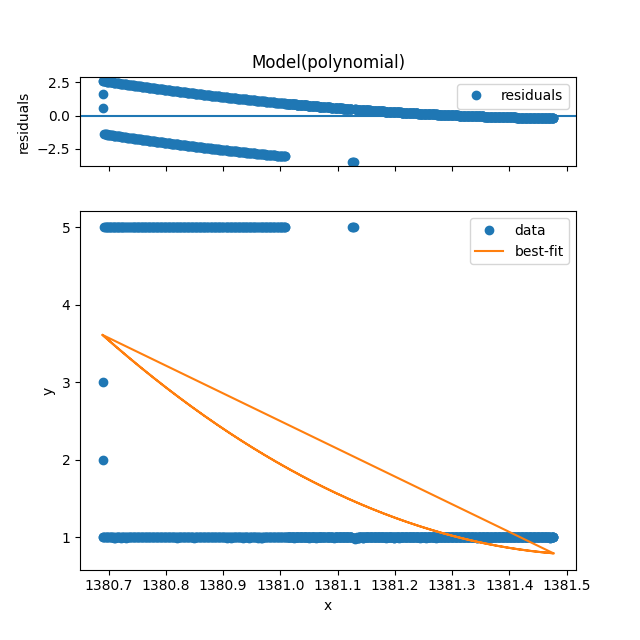 Model(polynomial)
2.5
0.0
−2.5
residuals
residuals
5
4
3
2
1
y
data
best-fit
1380.7 1380.8 1380.9 1381.0 1381.1 1381.2 1381.3 1381.4 1381.5
x